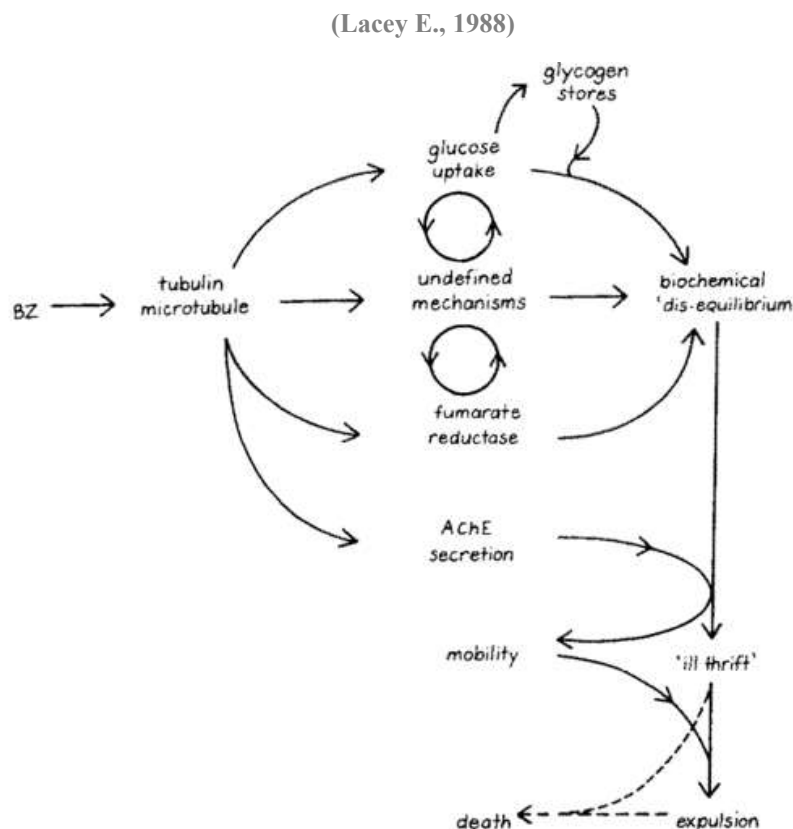 (Lacey E., 1988)
glycogen
stores
glucose
uptake
BZ
tubulin
microtubule
undefined
mechanisms
biochemical
'dis-equilibrium
fumarate
reductase
AChE
secretion
mobility
'ill thrift'
death
expulsion